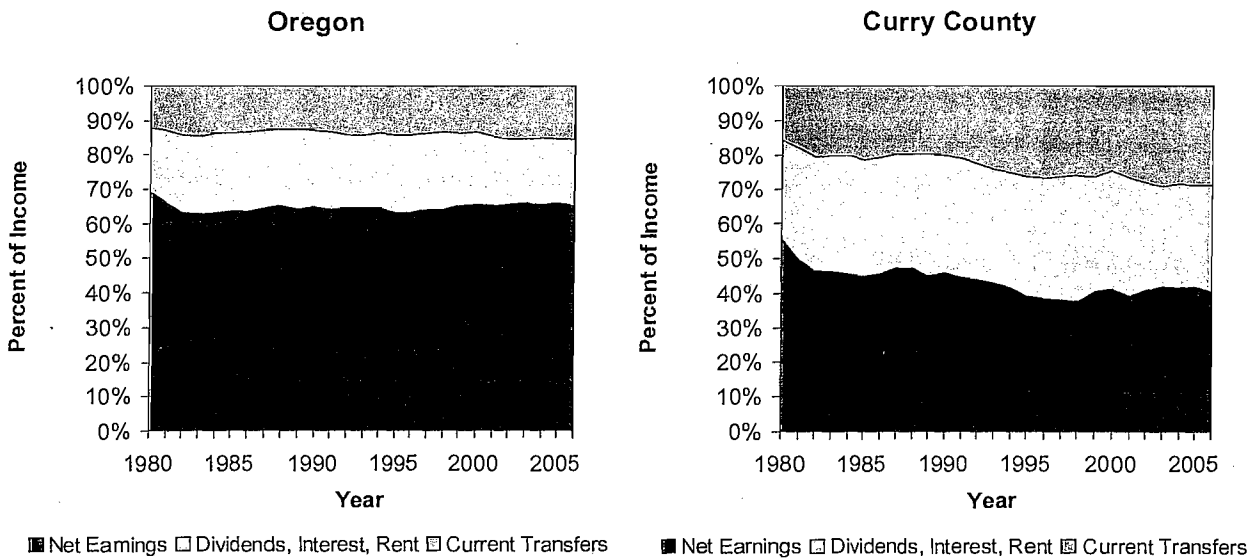 Oregon
100%
90%
80%
70%
60%
50%
40%
30%
20%
10%
0%
Percent of Income
1980 1985 1990 1995 2000 2005
Year
Net Earnings Dividends, Interest, Rent Current Transfers
Curry County
100%
90%
80%
70%
60%
50%
40%
30%
20%
10%
0%
Percent of Income
1980 1985 1990 1995 2000 2005
Year
Net Earnings Dividends, Interest, Rent Current Transfers